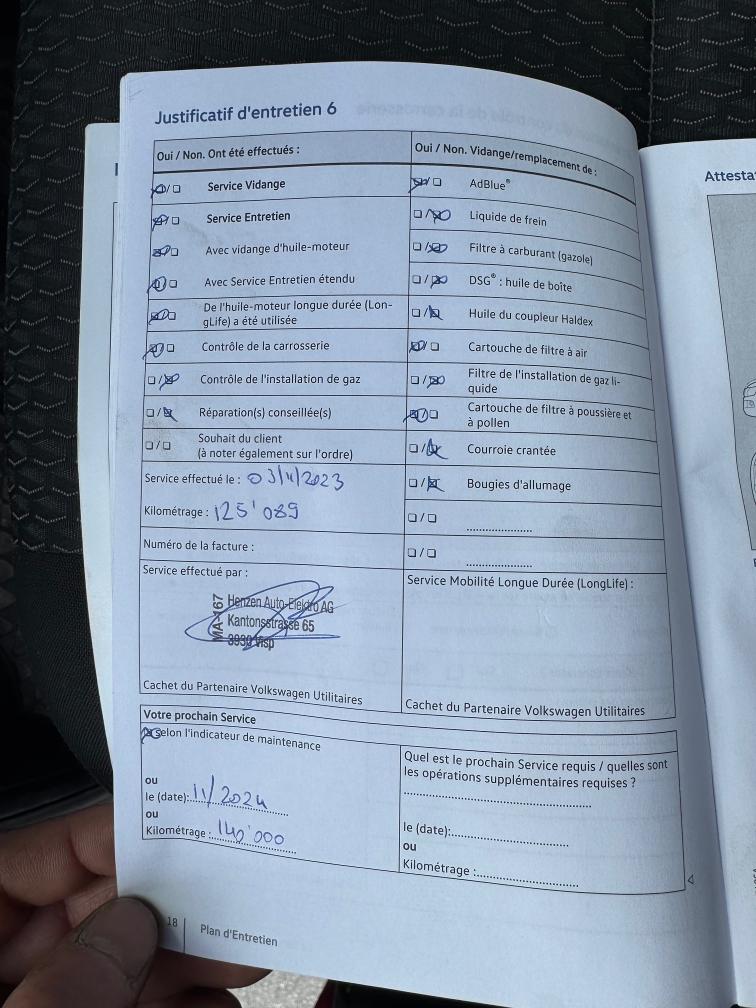 Justificatif d'entretien 6
Oui / Non. Ont été effectués :
☒/☐ Service Vidange
☒/☐ Service Entretien
☒/☐ Avec vidange d'huile-moteur
☒/☐ Avec Service Entretien étendu
☒/☐ De l'huile-moteur longue durée (Lon-
gLife) a été utilisée
☒/☐ Contrôle de la carrosserie
☐/☒ Contrôle de l'installation de gaz
☐/☒ Réparation(s) conseillée(s)
☐/☐ Souhait du client
(à noter également sur l'ordre)
Service effectué le : 03/11/2023
Kilométrage : 125'089
Numéro de la facture :
Service effectué par :
MA-167
Henzen Auto-Elektro AG
Kantonsstrasse 65
3930 Visp
Cachet du Partenaire Volkswagen Utilitaires
Oui / Non. Vidange/remplacement de :
☒/☐ AdBlue®
☐/☒ Liquide de frein
☐/☒ Filtre à carburant (gazole)
☐/☒ DSG® : huile de boîte
☐/☒ Huile du coupleur Haldex
☒/☐ Cartouche de filtre à air
☐/☒ Filtre de l'installation de gaz li-
quide
☒/☐ Cartouche de filtre à poussière et
à pollen
☐/☒ Courroie crantée
☐/☒ Bougies d'allumage
☐/☐ ......................
☐/☐ ......................
Service Mobilité Longue Durée (LongLife) :
Cachet du Partenaire Volkswagen Utilitaires
Votre prochain Service
☒ selon l'indicateur de maintenance
ou
le (date): 11/2024
ou
Kilométrage : 140'000
Quel est le prochain Service requis / quelles sont
les opérations supplémentaires requises ?
le (date):
ou
Kilométrage :
18 Plan d'Entretien
Attesta